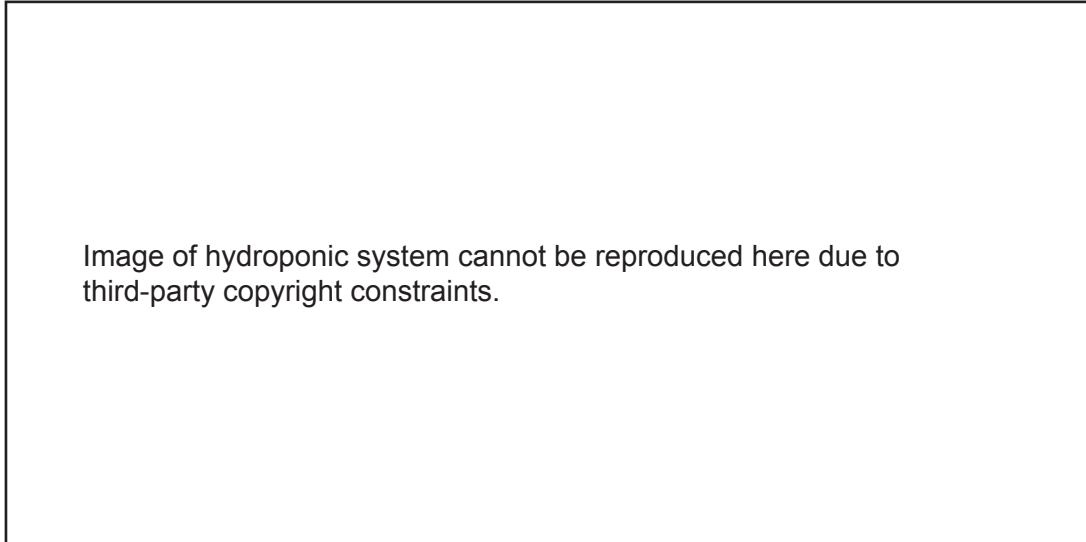 Image of hydroponic system cannot be reproduced here due to
third-party copyright constraints.